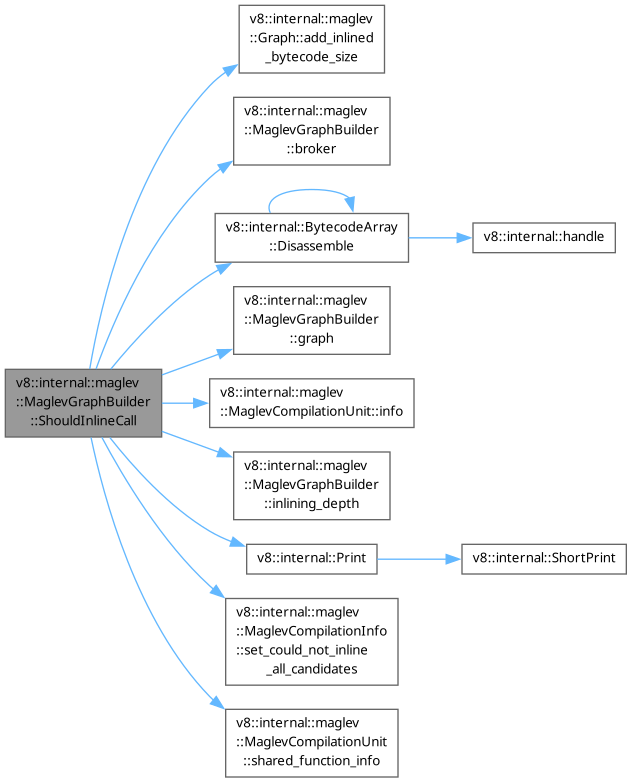 v8::internal::maglev
::Graph::add_inlined
_bytecode_size
v8::internal::maglev
::MaglevGraphBuilder
::broker
v8::internal::BytecodeArray
::Disassemble
v8::internal::handle
v8::internal::maglev
::MaglevGraphBuilder
::graph
v8::internal::maglev
::MaglevGraphBuilder
::ShouldInlineCall
v8::internal::maglev
::MaglevCompilationUnit::info
v8::internal::maglev
::MaglevGraphBuilder
::inlining_depth
v8::internal::Print
v8::internal::ShortPrint
v8::internal::maglev
::MaglevCompilationInfo
::set_could_not_inline
_all_candidates
v8::internal::maglev
::MaglevCompilationUnit
::shared_function_info